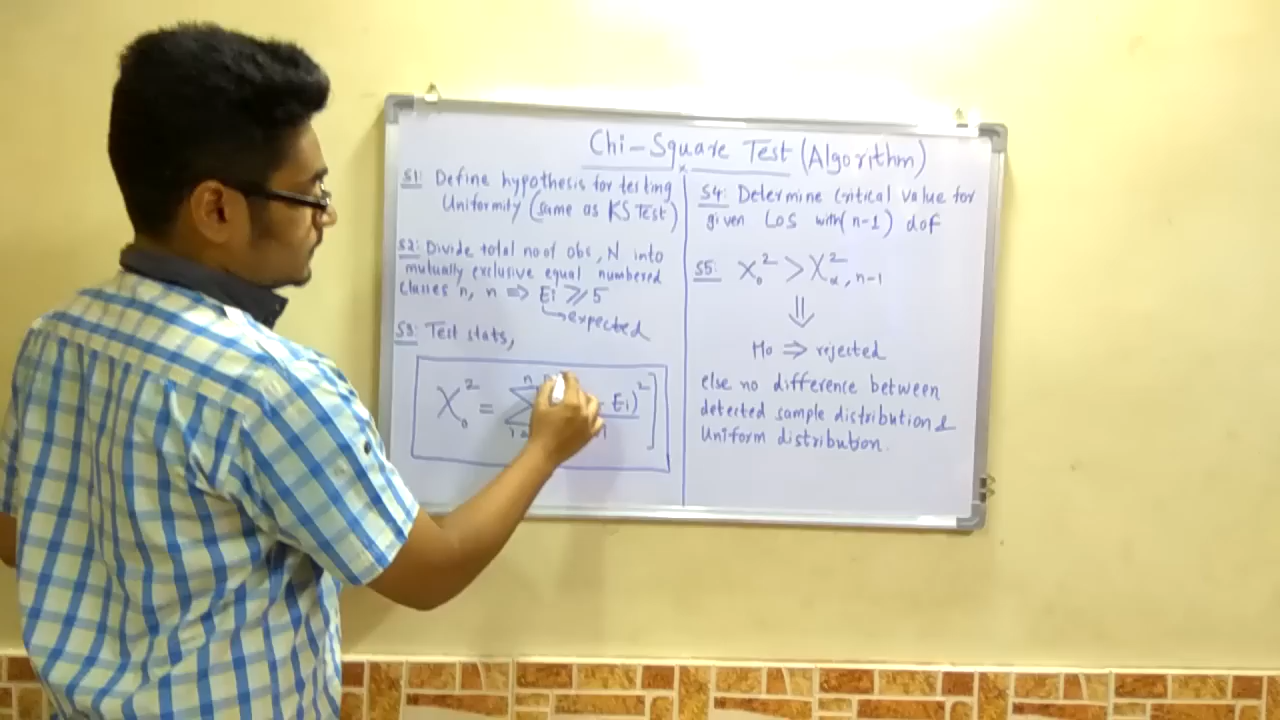 Chi-Square Test (Algorithm)
S1: Define hypothesis for testing
Uniformity (same as KS Test)
S2: Divide total no of obs, N into
mutually exclusive equal numbered
classes n, n ⇒ Ei ≥ 5
expected
S3: Test stats,
X₀² = Σ n Ei)² ]
S4: Determine critical value for
given LOS with (n-1) dof
S5: X₀² > X²α, n-1
⇓
Ho ⇒ rejected
else no difference between
detected sample distribution &
Uniform distribution.